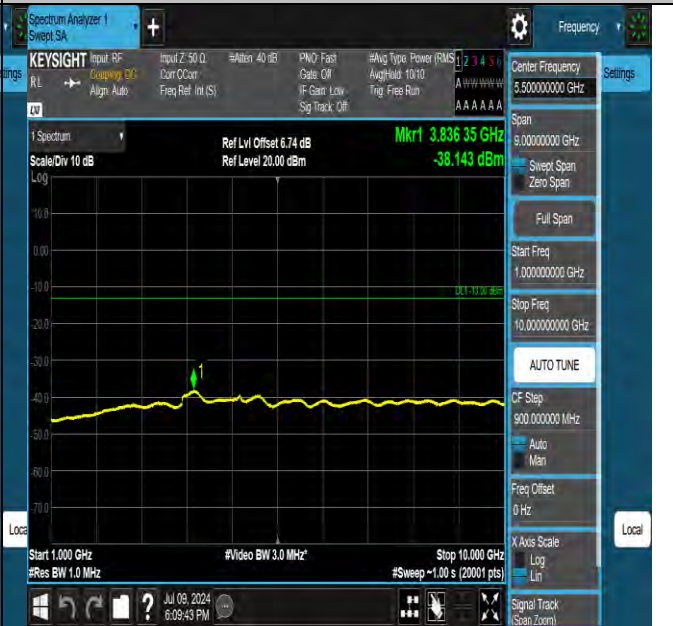 Spectrum Analyzer 1
Swept SA
Frequency
KEYSIGHT
RL
LXI
Input: RF
Coupling: DC
Align: Auto
Input Z: 50 Ω
Corr CCorr
Freq Ref: Int (S)
#Atten: 40 dB
PNO: Fast
Gate: Off
IF Gain: Low
Sig Track: Off
#Avg Type: Power (RMS
Avg|Hold: 10/10
Trig: Free Run
1 2 3 4 5 6
A W W W W W
A A A A A A
tings
Settings
Center Frequency
5.500000000 GHz
Span
9.00000000 GHz
Swept Span
Zero Span
Full Span
Start Freq
1.000000000 GHz
Stop Freq
10.000000000 GHz
AUTO TUNE
CF Step
900.000000 MHz
Auto
Man
Freq Offset
0 Hz
X Axis Scale
Log
Lin
Signal Track
(Span Zoom)
Local
1 Spectrum
Scale/Div 10 dB
Ref Lvl Offset 6.74 dB
Ref Level 20.00 dBm
Mkr1 3.836 35 GHz
-38.143 dBm
Log
10.0
0.00
-10.0
DL1 -13.00 dBm
-20.0
-30.0
1
-40.0
-50.0
-60.0
-70.0
Loca
Start 1.000 GHz
#Video BW 3.0 MHz*
Stop 10.000 GHz
#Res BW 1.0 MHz
#Sweep ~1.00 s (20001 pts)
Jul 09, 2024
6:09:43 PM